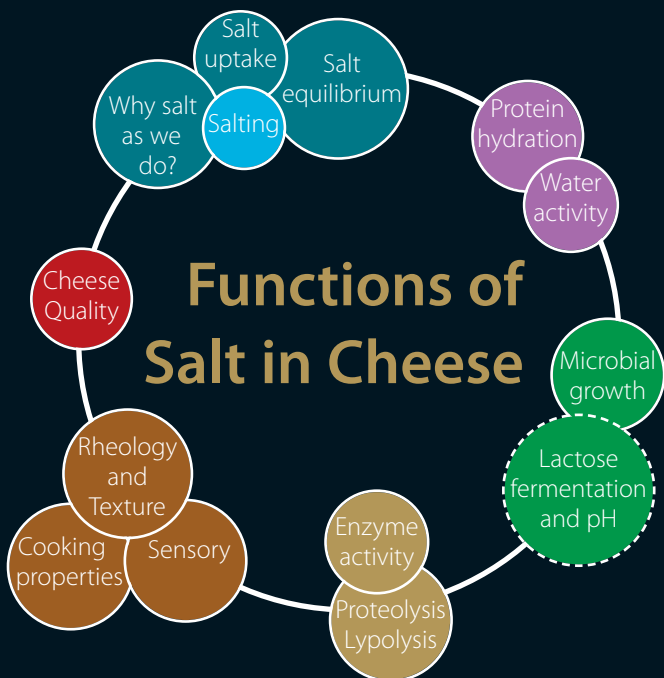 Functions of
Salt in Cheese
Salt
uptake
Salt
equilibrium
Why salt
as we
do?
Salting
Protein
hydration
Water
activity
Microbial
growth
Lactose
fermentation
and pH
Enzyme
activity
Proteolysis
Lypolysis
Rheology
and
Texture
Cooking
properties
Sensory
Cheese
Quality